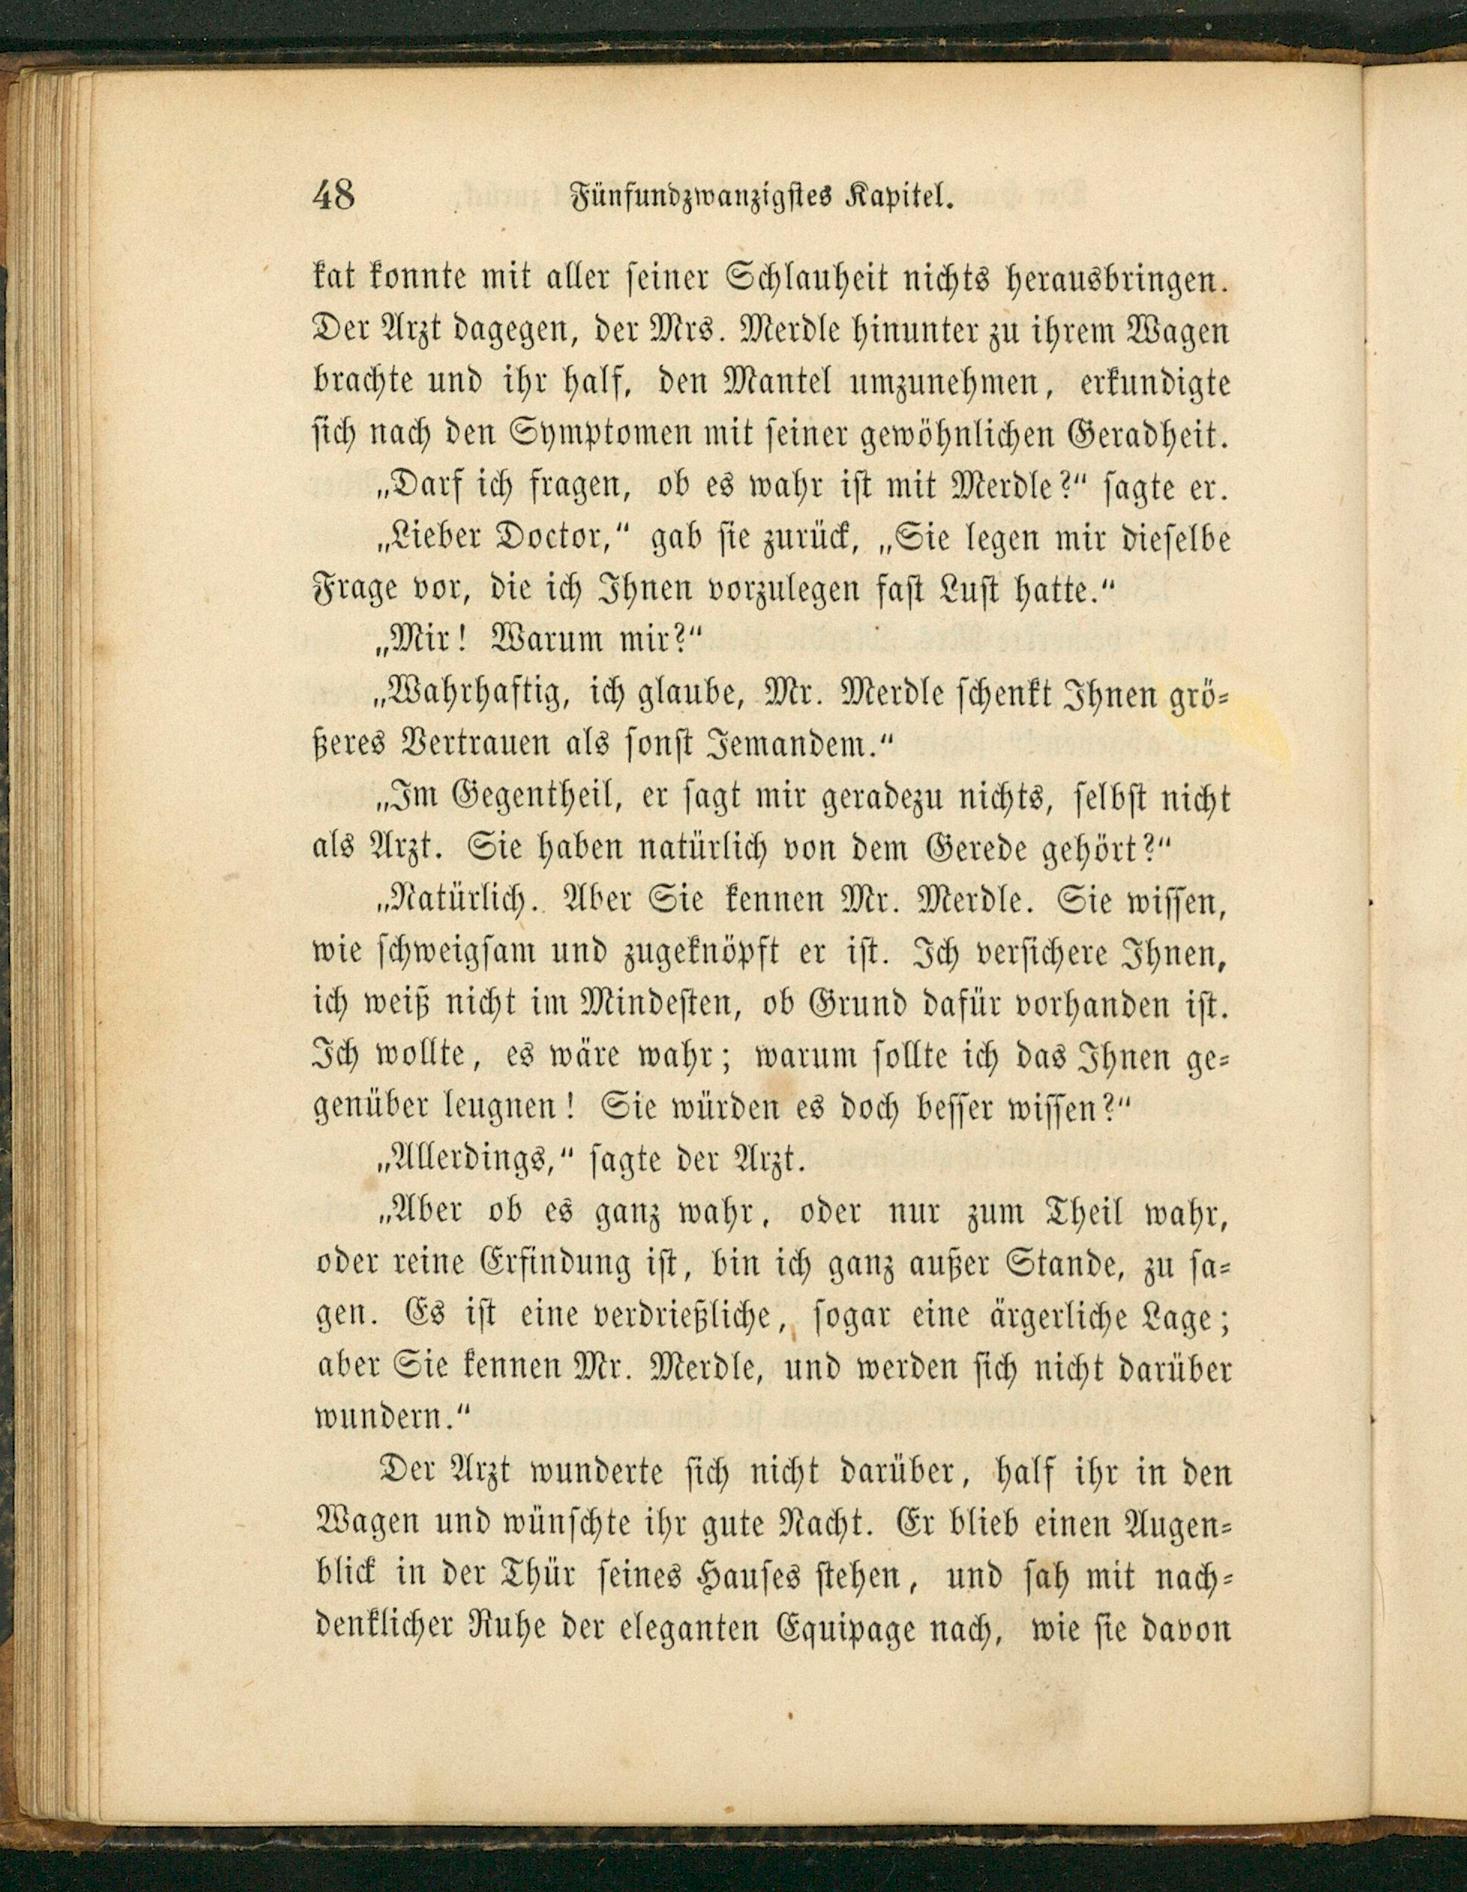 48 Fünfundzwanzigstes Kapitel.
kat konnte mit aller seiner Schlauheit nichts herausbringen.
Der Arzt dagegen, der Mrs. Merdle hinunter zu ihrem Wagen
brachte und ihr half, den Mantel umzunehmen, erkundigte
sich nach den Symptomen mit seiner gewöhnlichen Geradheit.
„Darf ich fragen, ob es wahr ist mit Merdle?“ sagte er.
„Lieber Doctor,“ gab sie zurück, „Sie legen mir dieselbe
Frage vor, die ich Ihnen vorzulegen fast Lust hatte.“
„Mir! Warum mir?“
„Wahrhaftig, ich glaube, Mr. Merdle schenkt Ihnen grö-
ßeres Vertrauen als sonst Jemandem.“
„Im Gegentheil, er sagt mir geradezu nichts, selbst nicht
als Arzt. Sie haben natürlich von dem Gerede gehört?“
„Natürlich. Aber Sie kennen Mr. Merdle. Sie wissen,
wie schweigsam und zugeknöpft er ist. Ich versichere Ihnen,
ich weiß nicht im Mindesten, ob Grund dafür vorhanden ist.
Ich wollte, es wäre wahr; warum sollte ich das Ihnen ge-
genüber leugnen! Sie würden es doch besser wissen?“
„Allerdings,“ sagte der Arzt.
„Aber ob es ganz wahr, oder nur zum Theil wahr,
oder reine Erfindung ist, bin ich ganz außer Stande, zu sa-
gen. Es ist eine verdrießliche, sogar eine ärgerliche Lage;
aber Sie kennen Mr. Merdle, und werden sich nicht darüber
wundern.“
Der Arzt wunderte sich nicht darüber, half ihr in den
Wagen und wünschte ihr gute Nacht. Er blieb einen Augen-
blick in der Thür seines Hauses stehen, und sah mit nach-
denklicher Ruhe der eleganten Equipage nach, wie sie davon